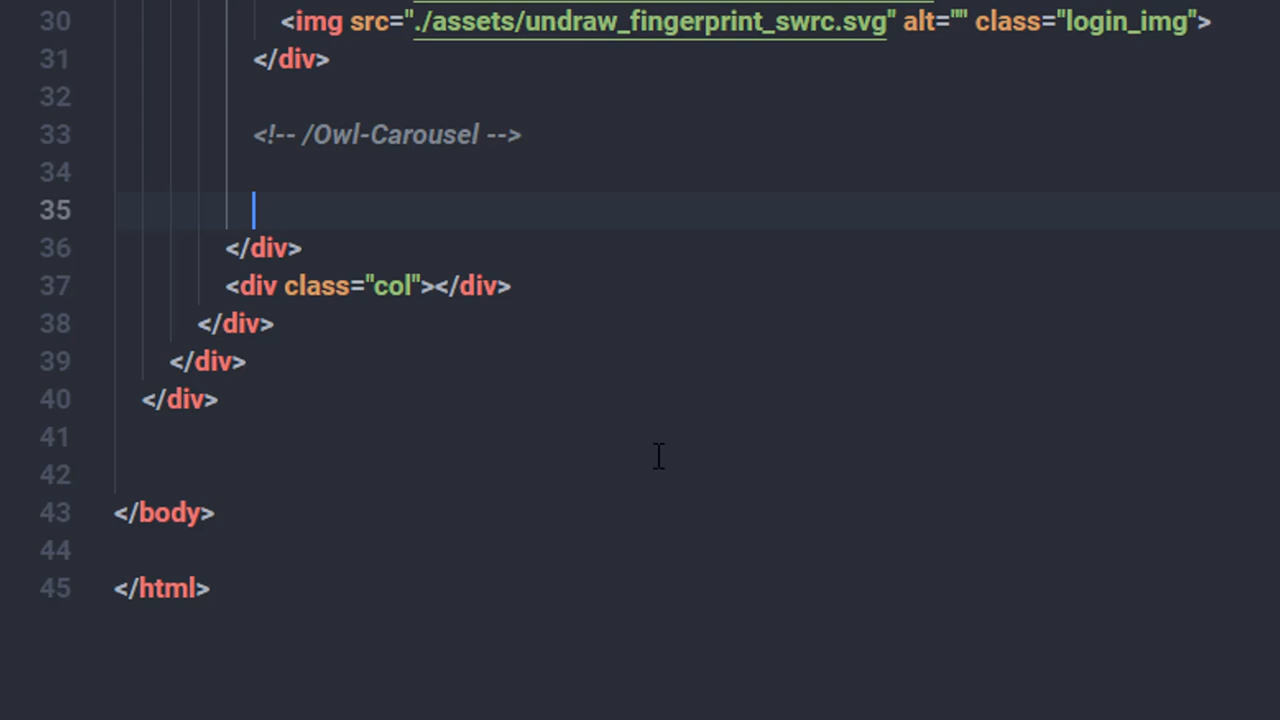 30 <img src="./assets/undraw_fingerprint_swrc.svg" alt="" class="login_img">
31 </div>
32
33 <!-- /Owl-Carousel -->
34
35
36 </div>
37 <div class="col"></div>
38 </div>
39 </div>
40 </div>
41
42
43 </body>
44
45 </html>